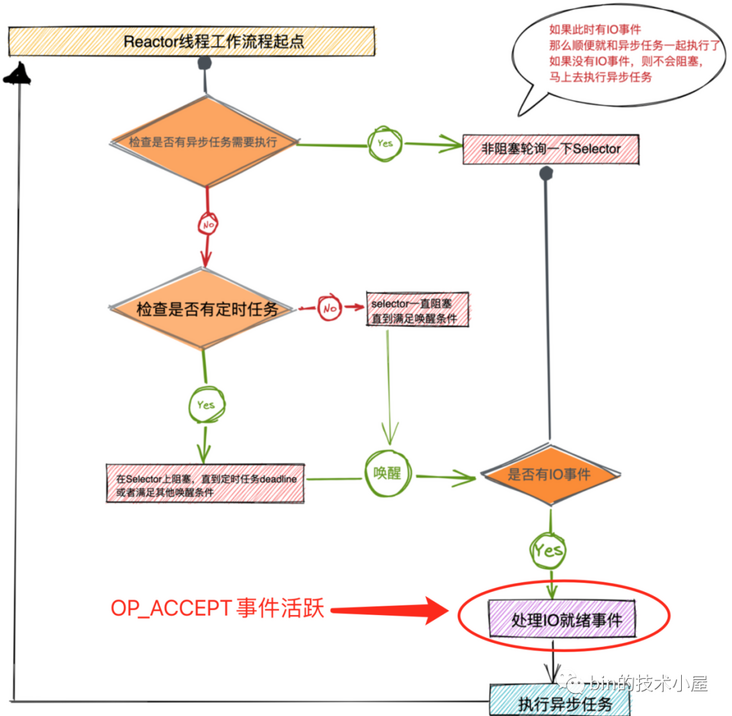 Reactor线程工作流程起点
如果此时有IO事件
那么顺便就和异步任务一起执行了
如果没有IO事件，则不会阻塞，
马上去执行异步任务
检查是否有异步任务需要执行
Yes
非阻塞轮询一下Selector
No
检查是否有定时任务
No
selector一直阻塞
直到满足唤醒条件
Yes
在Selector上阻塞，直到定时任务deadline
或者满足其他唤醒条件
唤醒
是否有IO事件
Yes
OP_ACCEPT事件活跃
处理IO就绪事件
bin的技术小屋
执行异步任务